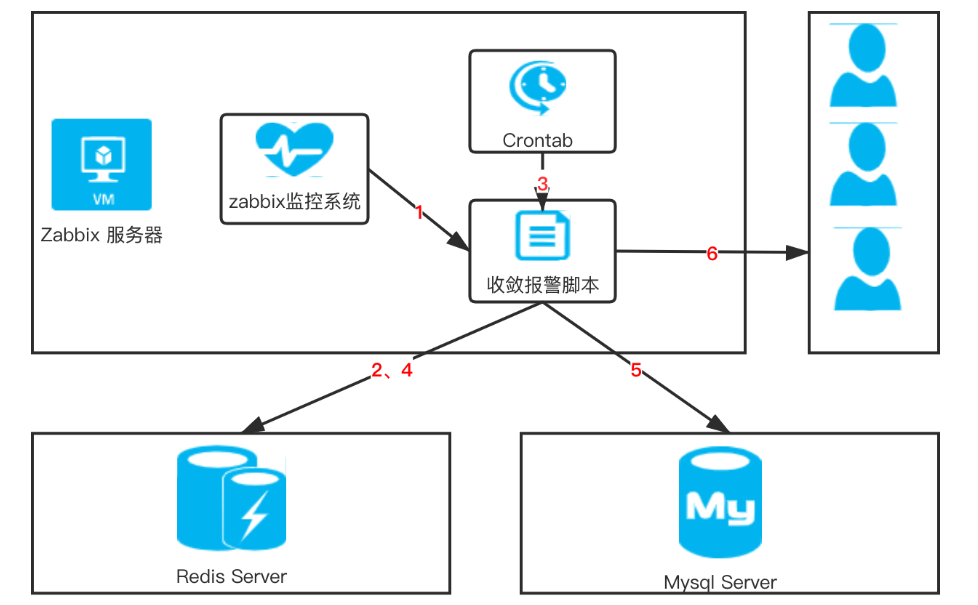 Crontab
3
VM
Zabbix 服务器
zabbix监控系统
1
收敛报警脚本
6
2、4
5
Redis Server
My
Mysql Server